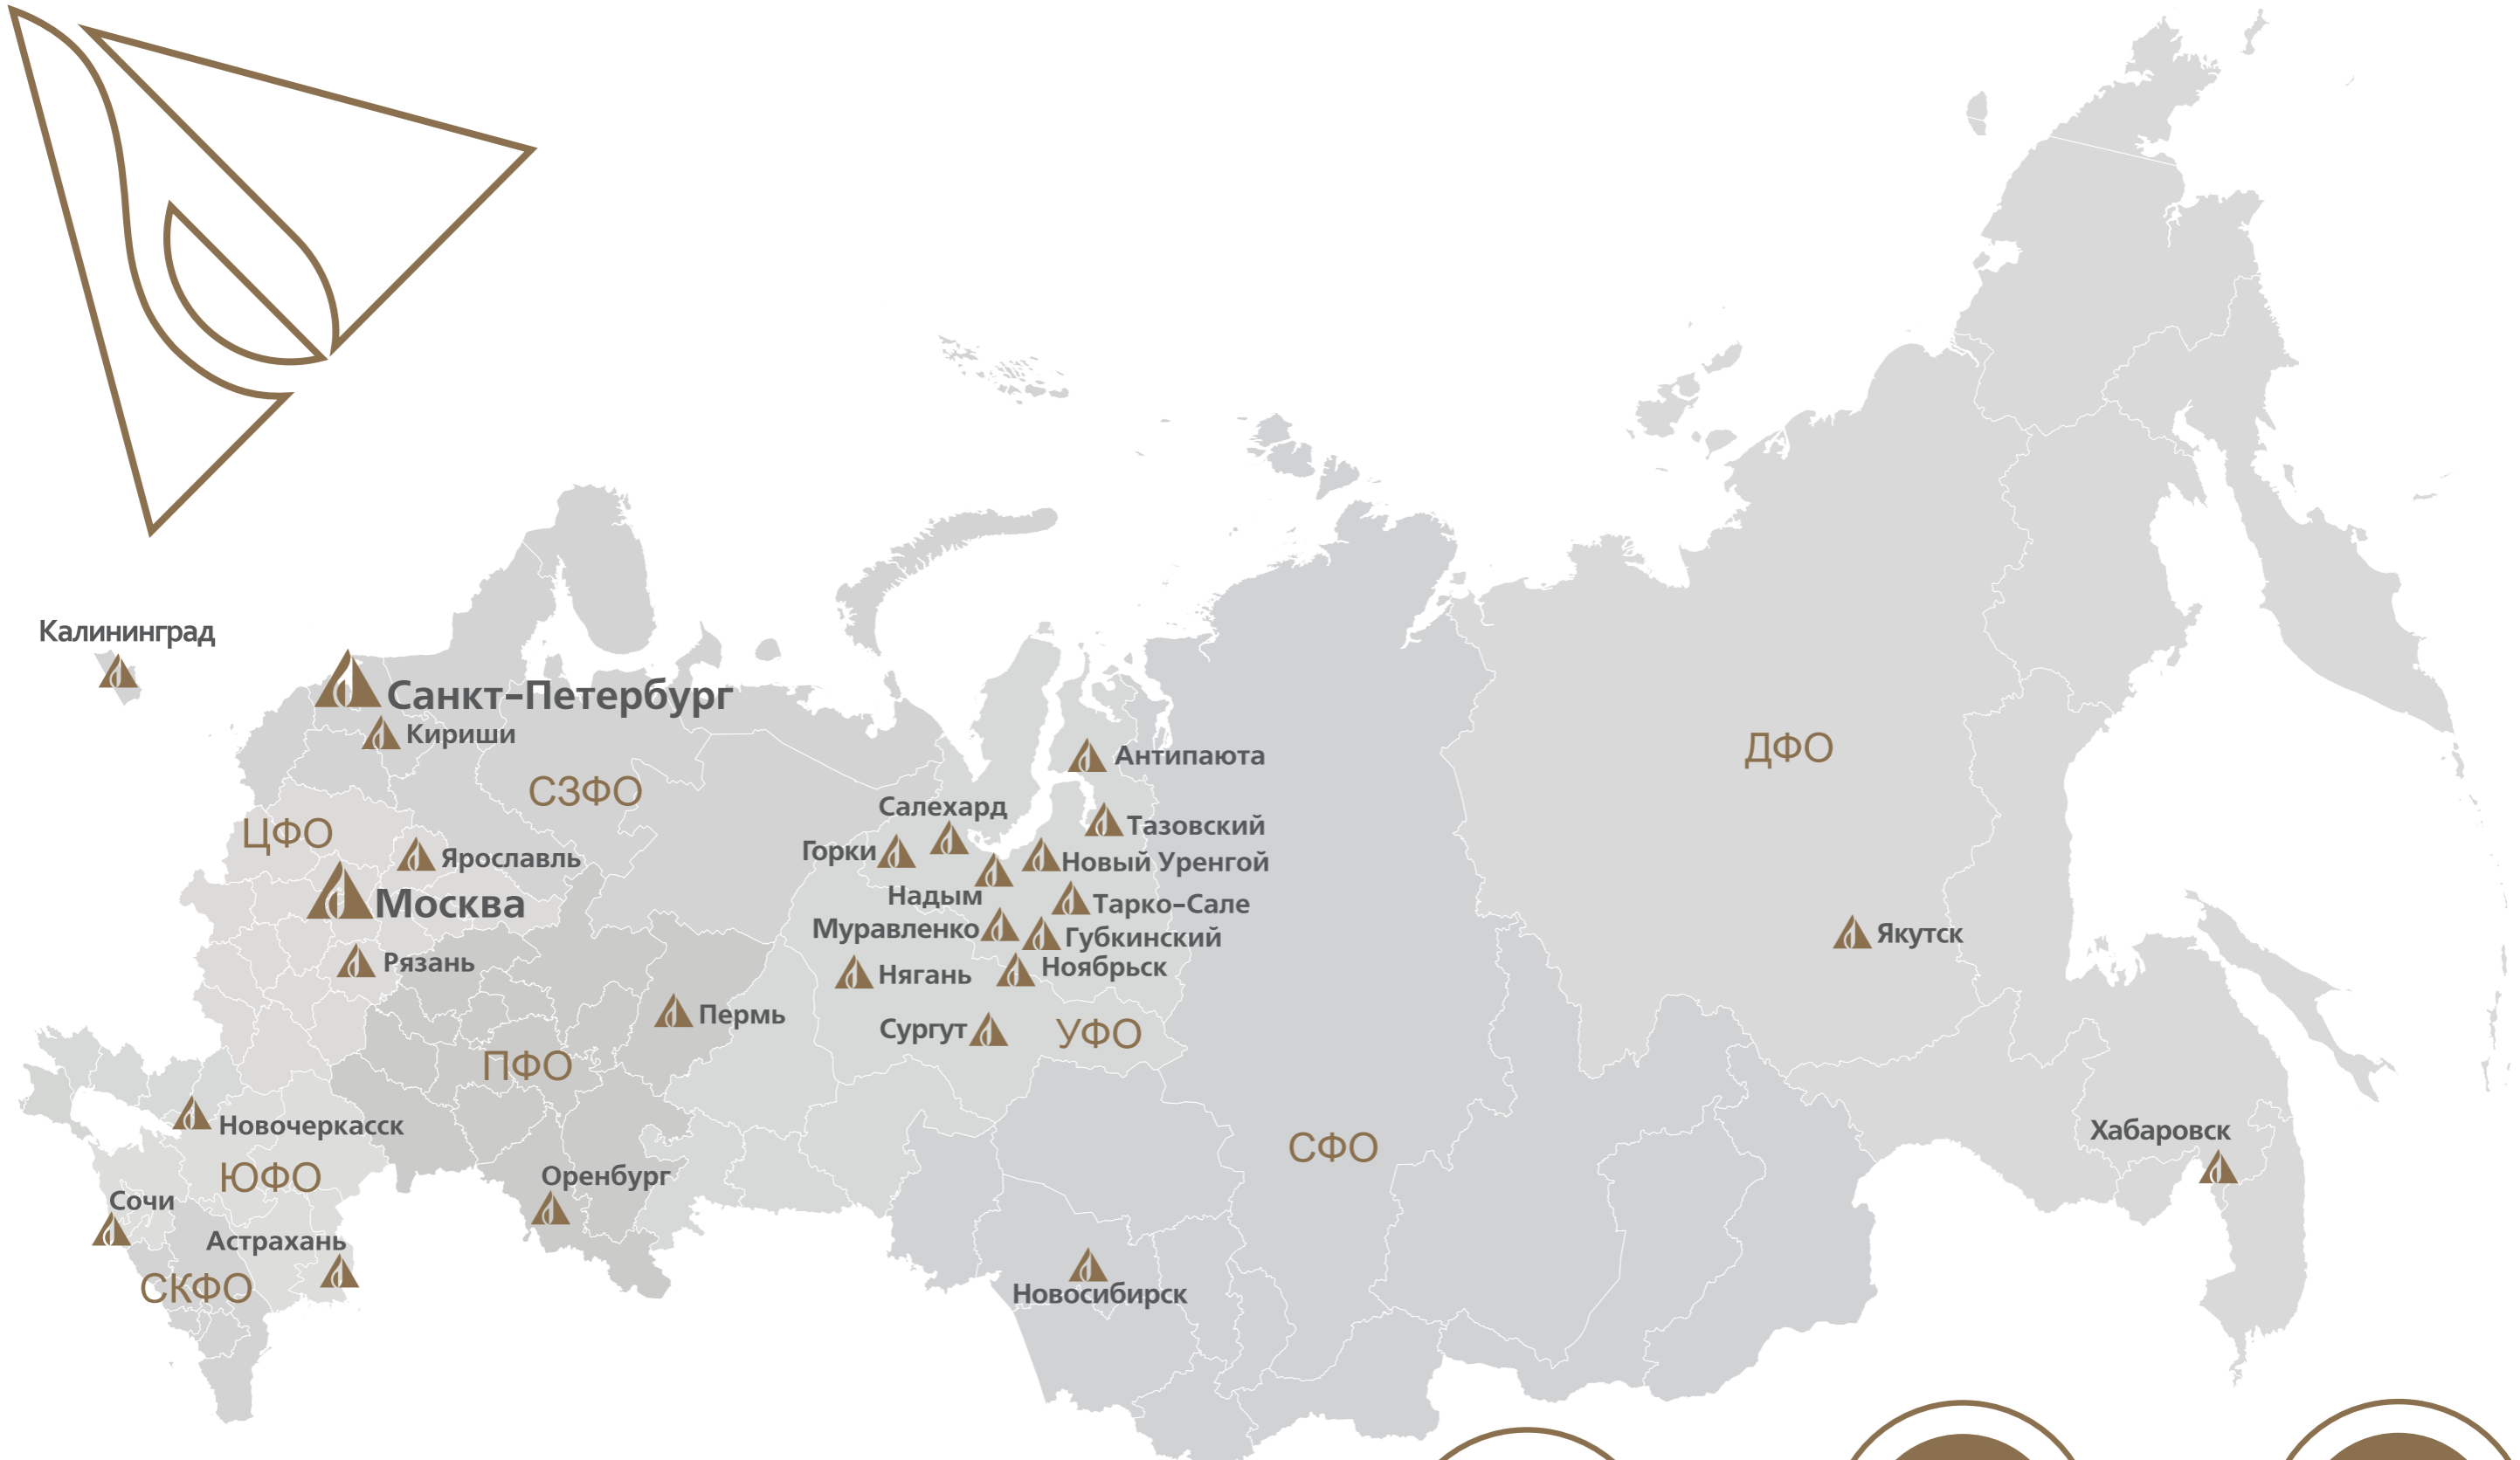 Калининград
Санкт-Петербург
Кириши
СЗФО
ДФО
Антипаюта
Салехард
Тазовский
ЦФО
Ярославль
Горки
Новый Уренгой
Надым
Москва
Тарко-Сале
Муравленко
Губкинский
Якутск
Рязань
Нягань
Ноябрьск
Пермь
Сургут
УФО
ПФО
Новочеркасск
Хабаровск
СФО
ЮФО
Оренбург
Сочи
Астрахань
СКФО
Новосибирск